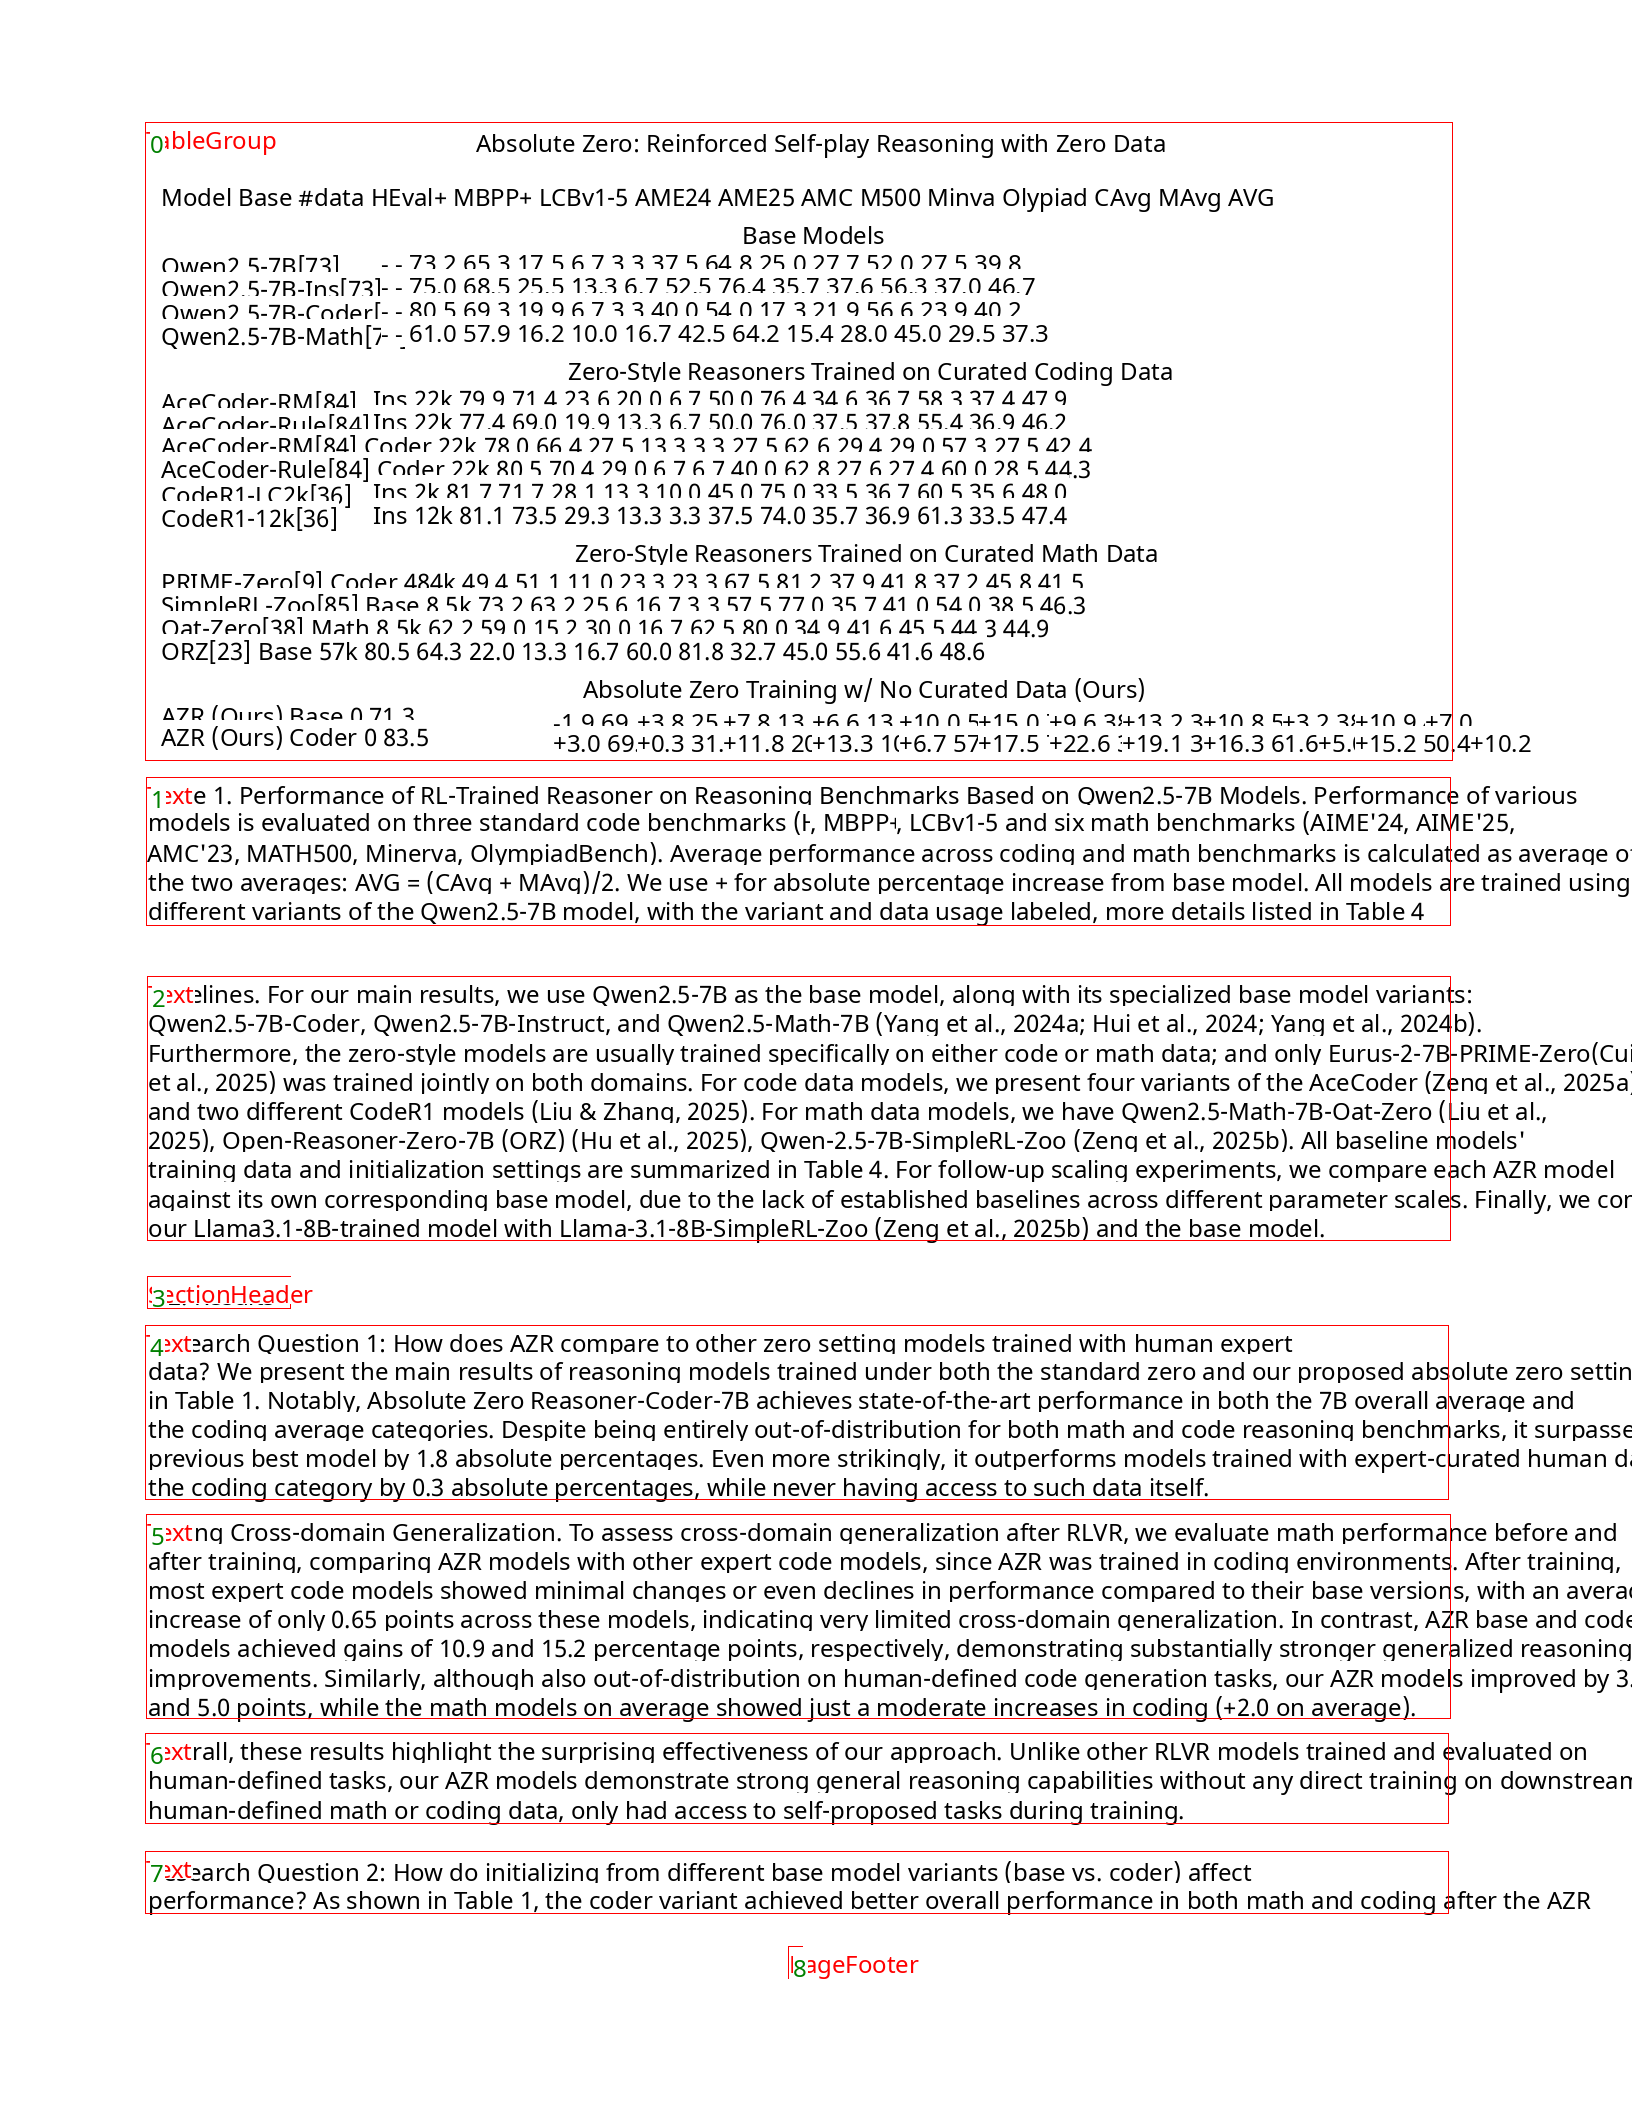 TableGroup
0
Absolute Zero: Reinforced Self-play Reasoning with Zero Data
Model Base #data HEval+ MBPP+ LCBv1-5 AME24 AME25 AMC M500 Minva Olypiad CAvg MAvg AVG
Base Models
Qwen2.5-7B[73] - - 73.2 65.3 17.5 6.7 3.3 37.5 64.8 25.0 27.7 52.0 27.5 39.8
Qwen2.5-7B-Ins[73] - - 75.0 68.5 25.5 13.3 6.7 52.5 76.4 35.7 37.6 56.3 37.0 46.7
Qwen2.5-7B-Coder[ - - 80.5 69.3 19.9 6.7 3.3 40.0 54.0 17.3 21.9 56.6 23.9 40.2
Qwen2.5-7B-Math[7 - - 61.0 57.9 16.2 10.0 16.7 42.5 64.2 15.4 28.0 45.0 29.5 37.3
Zero-Style Reasoners Trained on Curated Coding Data
AceCoder-RM[84] Ins 22k 79.9 71.4 23.6 20.0 6.7 50.0 76.4 34.6 36.7 58.3 37.4 47.9
AceCoder-Rule[84] Ins 22k 77.4 69.0 19.9 13.3 6.7 50.0 76.0 37.5 37.8 55.4 36.9 46.2
AceCoder-RM[84] Coder 22k 78.0 66.4 27.5 13.3 3.3 27.5 62.6 29.4 29.0 57.3 27.5 42.4
AceCoder-Rule[84] Coder 22k 80.5 70.4 29.0 6.7 6.7 40.0 62.8 27.6 27.4 60.0 28.5 44.3
CodeR1-LC2k[36] Ins 2k 81.7 71.7 28.1 13.3 10.0 45.0 75.0 33.5 36.7 60.5 35.6 48.0
CodeR1-12k[36] Ins 12k 81.1 73.5 29.3 13.3 3.3 37.5 74.0 35.7 36.9 61.3 33.5 47.4
Zero-Style Reasoners Trained on Curated Math Data
PRIME-Zero[9] Coder 484k 49.4 51.1 11.0 23.3 23.3 67.5 81.2 37.9 41.8 37.2 45.8 41.5
SimpleRL-Zoo[85] Base 8.5k 73.2 63.2 25.6 16.7 3.3 57.5 77.0 35.7 41.0 54.0 38.5 46.3
Oat-Zero[38] Math 8.5k 62.2 59.0 15.2 30.0 16.7 62.5 80.0 34.9 41.6 45.5 44.3 44.9
ORZ[23] Base 57k 80.5 64.3 22.0 13.3 16.7 60.0 81.8 32.7 45.0 55.6 41.6 48.6
Absolute Zero Training w/ No Curated Data (Ours)
AZR (Ours) Base 0 71.3 -1.9 69. +3.8 25. +7.8 13. +6.6 13. +10.0 5 +15.0 +9.6 3 +13.2 3 +10.8 5 +3.2 3 +10.9 +7.0
AZR (Ours) Coder 0 83.5 +3.0 69. +0.3 31. +11.8 20 +13.3 10 +6.7 57 +17.5 +22.6 3 +19.1 3 +16.3 61.6 +5. +15.2 50.4 +10.2
Text
1
e 1. Performance of RL-Trained Reasoner on Reasoning Benchmarks Based on Qwen2.5-7B Models. Performance of various
models is evaluated on three standard code benchmarks ( , MBPP+, LCBv1-5 and six math benchmarks (AIME'24, AIME'25,
AMC'23, MATH500, Minerva, OlympiadBench). Average performance across coding and math benchmarks is calculated as average of
the two averages: AVG = (CAvg + MAvg)/2. We use + for absolute percentage increase from base model. All models are trained using
different variants of the Qwen2.5-7B model, with the variant and data usage labeled, more details listed in Table 4
Text
2
elines. For our main results, we use Qwen2.5-7B as the base model, along with its specialized base model variants:
Qwen2.5-7B-Coder, Qwen2.5-7B-Instruct, and Qwen2.5-Math-7B (Yang et al., 2024a; Hui et al., 2024; Yang et al., 2024b).
Furthermore, the zero-style models are usually trained specifically on either code or math data; and only Eurus-2-7B-PRIME-Zero(Cui
et al., 2025) was trained jointly on both domains. For code data models, we present four variants of the AceCoder (Zeng et al., 2025a)
and two different CodeR1 models (Liu & Zhang, 2025). For math data models, we have Qwen2.5-Math-7B-Oat-Zero (Liu et al.,
2025), Open-Reasoner-Zero-7B (ORZ) (Hu et al., 2025), Qwen-2.5-7B-SimpleRL-Zoo (Zeng et al., 2025b). All baseline models'
training data and initialization settings are summarized in Table 4. For follow-up scaling experiments, we compare each AZR model
against its own corresponding base model, due to the lack of established baselines across different parameter scales. Finally, we con
our Llama3.1-8B-trained model with Llama-3.1-8B-SimpleRL-Zoo (Zeng et al., 2025b) and the base model.
SectionHeader
3
Text
4
earch Question 1: How does AZR compare to other zero setting models trained with human expert
data? We present the main results of reasoning models trained under both the standard zero and our proposed absolute zero settin
in Table 1. Notably, Absolute Zero Reasoner-Coder-7B achieves state-of-the-art performance in both the 7B overall average and
the coding average categories. Despite being entirely out-of-distribution for both math and code reasoning benchmarks, it surpasse
previous best model by 1.8 absolute percentages. Even more strikingly, it outperforms models trained with expert-curated human da
the coding category by 0.3 absolute percentages, while never having access to such data itself.
Text
5
ng Cross-domain Generalization. To assess cross-domain generalization after RLVR, we evaluate math performance before and
after training, comparing AZR models with other expert code models, since AZR was trained in coding environments. After training,
most expert code models showed minimal changes or even declines in performance compared to their base versions, with an averag
increase of only 0.65 points across these models, indicating very limited cross-domain generalization. In contrast, AZR base and code
models achieved gains of 10.9 and 15.2 percentage points, respectively, demonstrating substantially stronger generalized reasoning
improvements. Similarly, although also out-of-distribution on human-defined code generation tasks, our AZR models improved by 3.
and 5.0 points, while the math models on average showed just a moderate increases in coding (+2.0 on average).
Text
6
rall, these results highlight the surprising effectiveness of our approach. Unlike other RLVR models trained and evaluated on
human-defined tasks, our AZR models demonstrate strong general reasoning capabilities without any direct training on downstream
human-defined math or coding data, only had access to self-proposed tasks during training.
Text
7
earch Question 2: How do initializing from different base model variants (base vs. coder) affect
performance? As shown in Table 1, the coder variant achieved better overall performance in both math and coding after the AZR
PageFooter
8